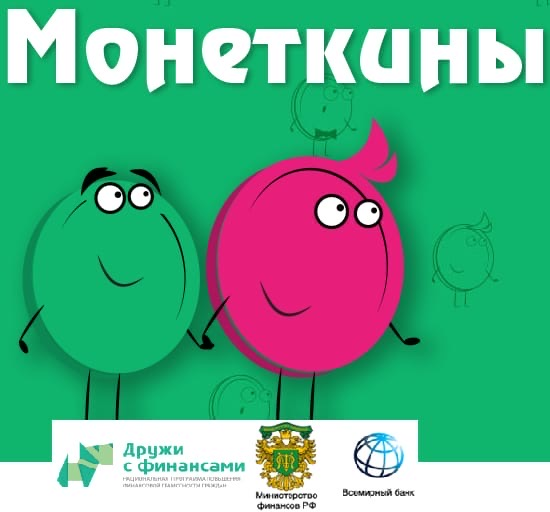 Монеткины
Дружи
с финансами
НАЦИОНАЛЬНАЯ ПРОГРАММА ПОВЫШЕНИЯ
ФИНАНСОВОЙ ГРАМОТНОСТИ ГРАЖДАН
Министерство
финансов РФ
Всемирный банк